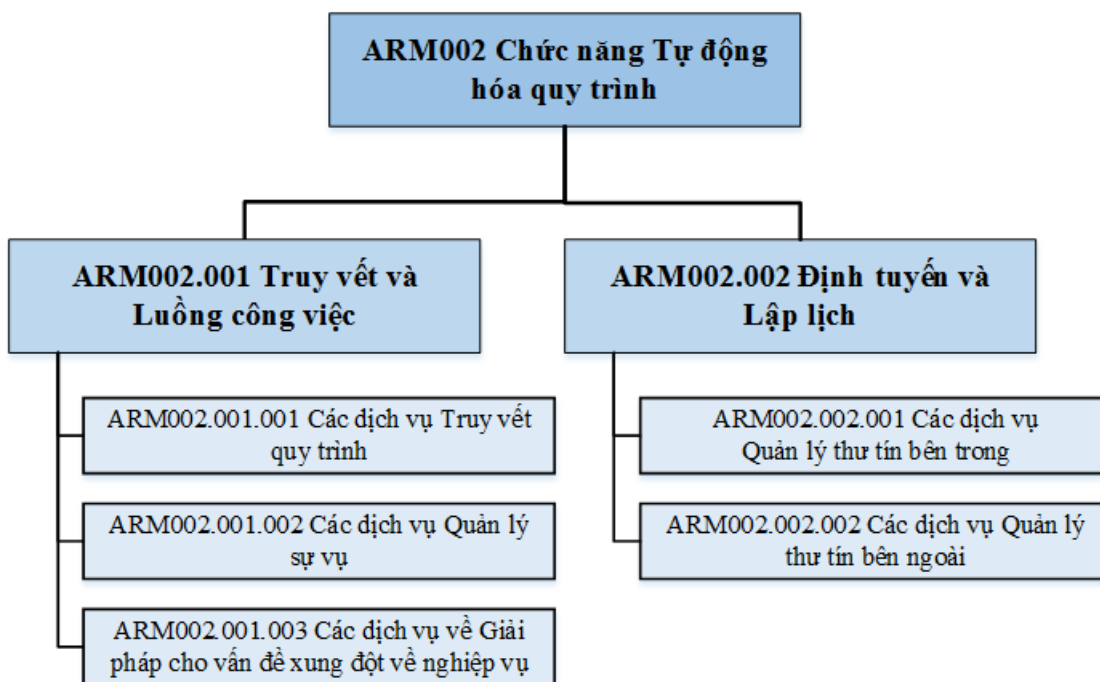 ARM002 Chức năng Tự động
hóa quy trình
ARM002.001 Truy vết và
Luồng công việc
ARM002.001.001 Các dịch vụ Truy vết
quy trình
ARM002.001.002 Các dịch vụ Quản lý
sự vụ
ARM002.001.003 Các dịch vụ về Giải
pháp cho vấn đề xung đột về nghiệp vụ
ARM002.002 Định tuyến và
Lập lịch
ARM002.002.001 Các dịch vụ
Quản lý thư tín bên trong
ARM002.002.002 Các dịch vụ Quản lý
thư tín bên ngoài